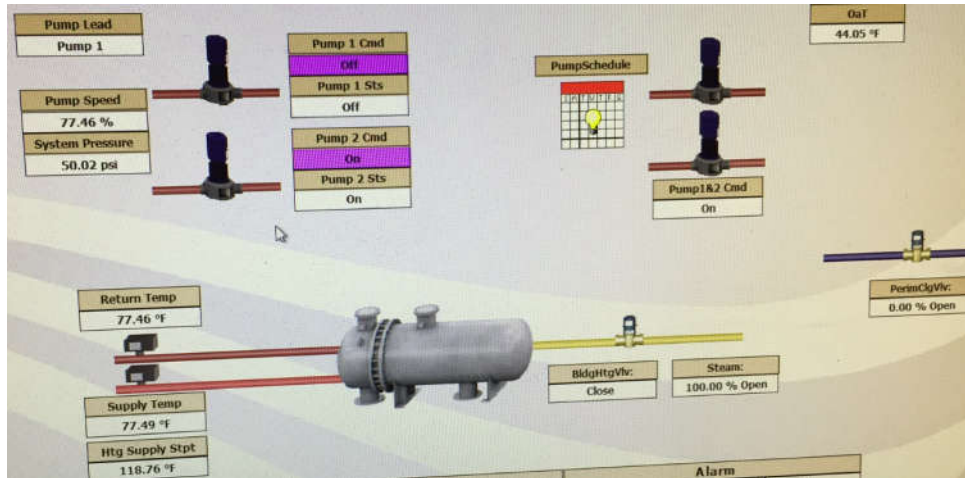 Pump Lead
Pump 1
Pump Speed
77.46 %
System Pressure
50.02 psi
Pump 1 Cmd
Off
Pump 1 Sts
Off
Pump 2 Cmd
On
Pump 2 Sts
On
PumpSchedule
OaT
44.05 °F
Pump1&2 Cmd
On
PerimClgVlv:
0.00 % Open
Return Temp
77.46 °F
BldgHtgVlv:
Close
Steam:
100.00 % Open
Supply Temp
77.49 °F
Htg Supply Stpt
118.76 °F
Alarm